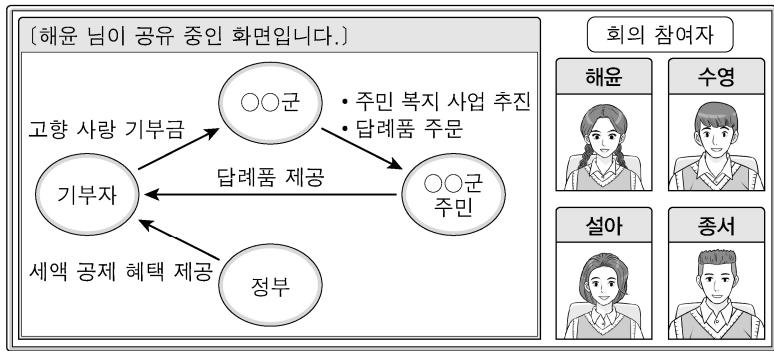 〔해윤 님이 공유 중인 화면입니다.〕
○○군
고향 사랑 기부금
• 주민 복지 사업 추진
• 답례품 주문
기부자
답례품 제공
○○군
주민
세액 공제 혜택 제공
정부
회의 참여자
해윤
수영
설아
종서